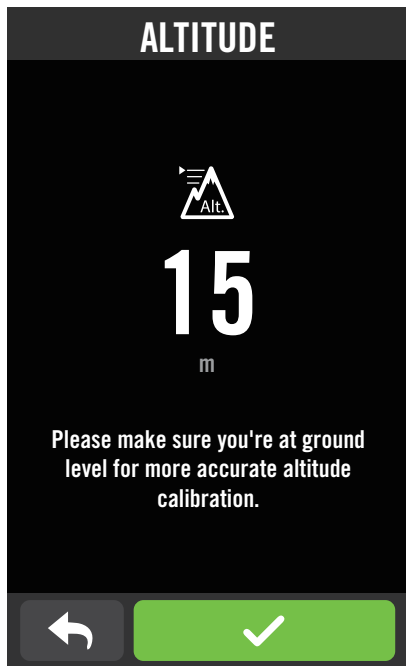 ALTITUDE
Alt.
15
m
Please make sure you're at ground
level for more accurate altitude
calibration.